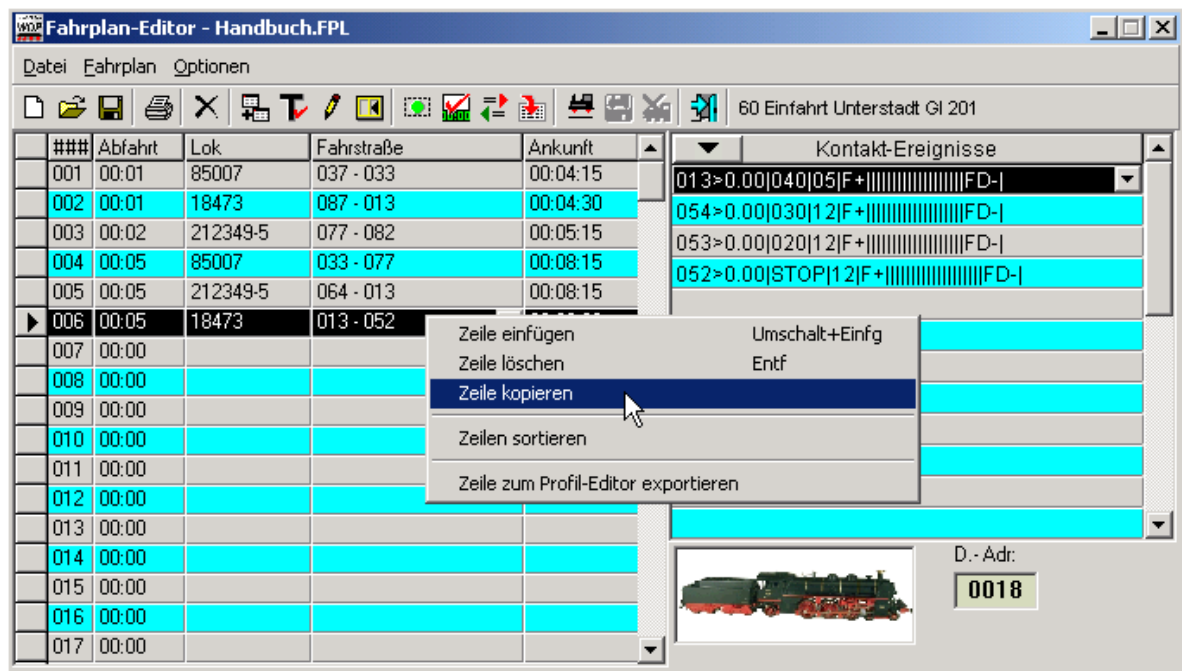 Fahrplan-Editor - Handbuch.FPL
Datei Fahrplan Optionen
60 Einfahrt Unterstadt Gl 201
### Abfahrt Lok Fahrstraße Ankunft
001 00:01 85007 037 - 033 00:04:15
002 00:01 18473 087 - 013 00:04:30
003 00:02 212349-5 077 - 082 00:05:15
004 00:05 85007 033 - 077 00:08:15
005 00:05 212349-5 064 - 013 00:08:15
006 00:05 18473 013 - 052
007 00:00
008 00:00
009 00:00
010 00:00
011 00:00
012 00:00
013 00:00
014 00:00
015 00:00
016 00:00
017 00:00
Kontakt-Ereignisse
013>0.00|040|05|F+|||||||||||||||||||FD-|
054>0.00|030|12|F+|||||||||||||||||||FD-|
053>0.00|020|12|F+|||||||||||||||||||FD-|
052>0.00|STOP|12|F+|||||||||||||||||||FD-|
Zeile einfügen Umschalt+Einfg
Zeile löschen Entf
Zeile kopieren
Zeilen sortieren
Zeile zum Profil-Editor exportieren
D.- Adr:
0018